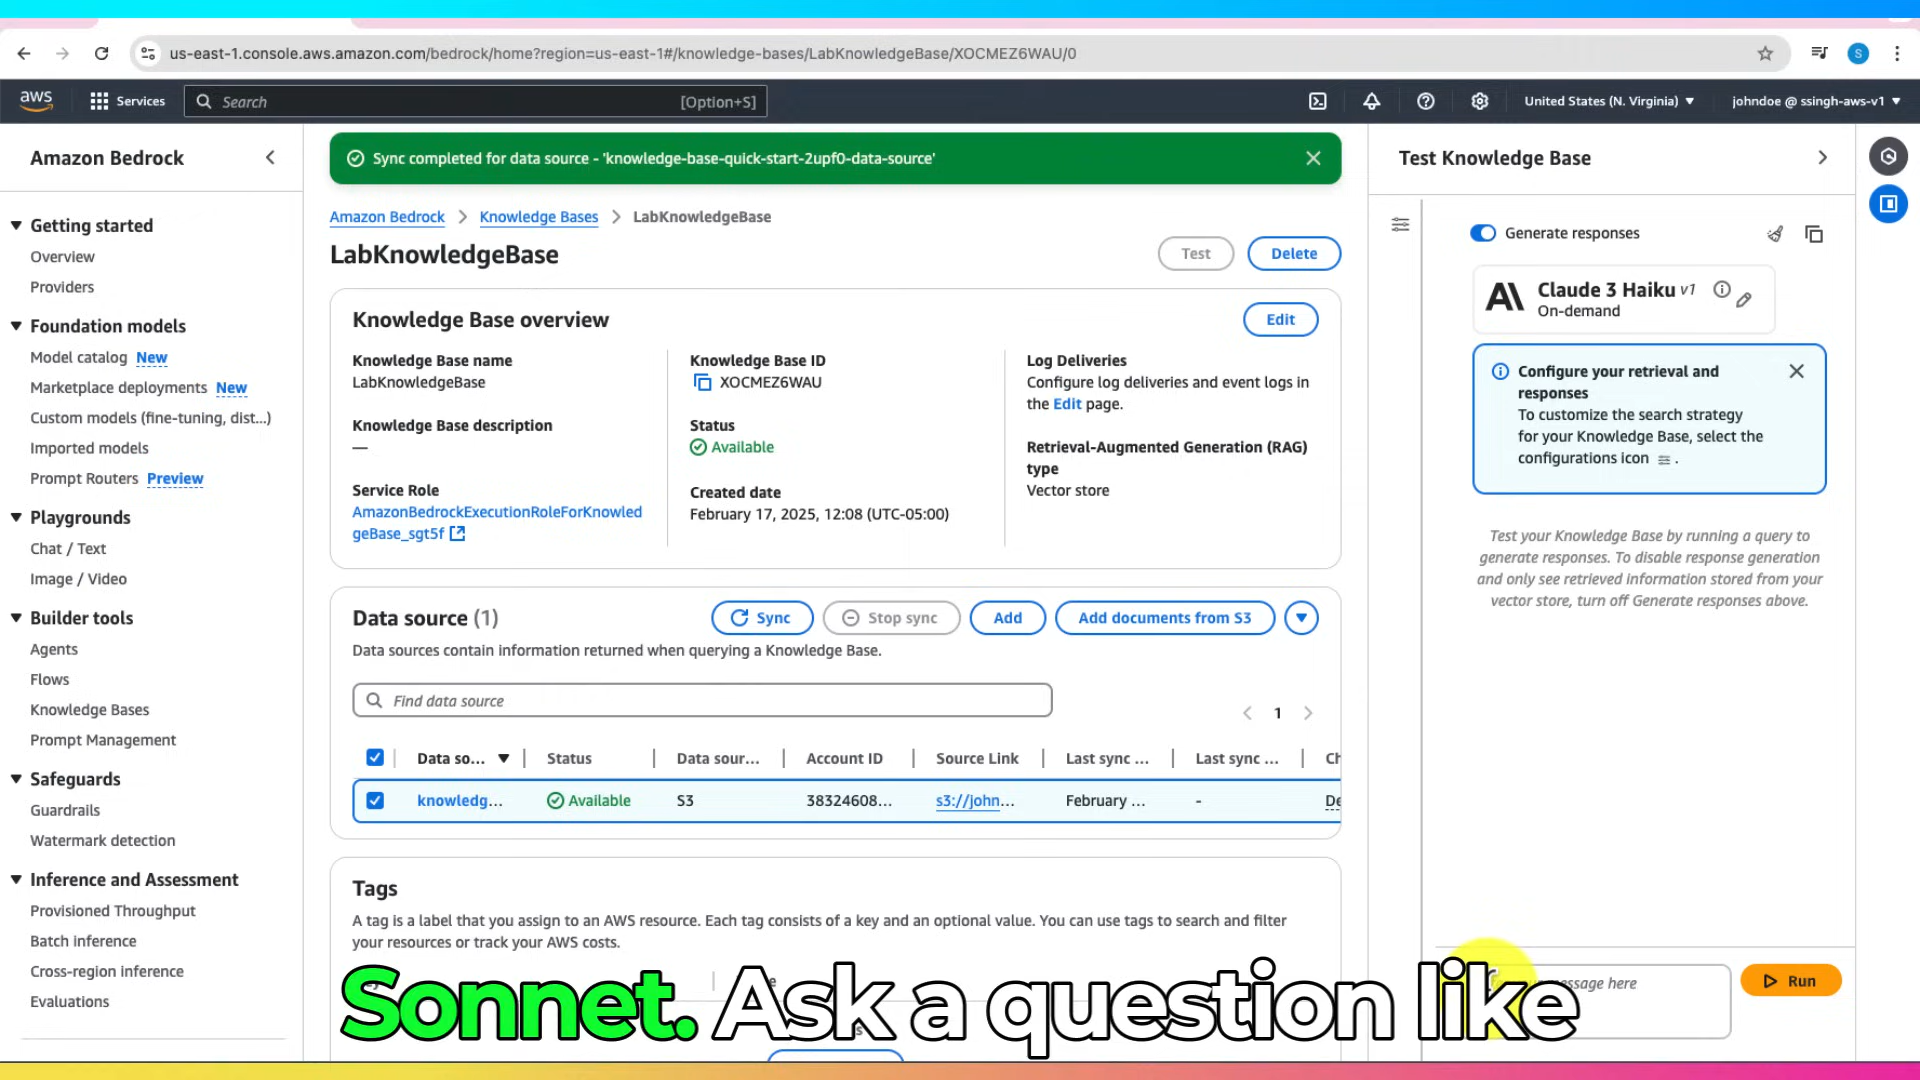 us-east-1.console.aws.amazon.com/bedrock/home?region=us-east-1#/knowledge-bases/LabKnowledgeBase/XOCMEZ6WAU/0
S
aws
Services
Search
[Option+S]
United States (N. Virginia)
johndoe @ ssingh-aws-v1
Amazon Bedrock
Getting started
Overview
Providers
Foundation models
Model catalog New
Marketplace deployments New
Custom models (fine-tuning, dist...)
Imported models
Prompt Routers Preview
Playgrounds
Chat / Text
Image / Video
Builder tools
Agents
Flows
Knowledge Bases
Prompt Management
Safeguards
Guardrails
Watermark detection
Inference and Assessment
Provisioned Throughput
Batch inference
Cross-region inference
Evaluations
Sync completed for data source - 'knowledge-base-quick-start-2upf0-data-source'
Amazon Bedrock
Knowledge Bases
LabKnowledgeBase
LabKnowledgeBase
Test
Delete
Knowledge Base overview
Edit
Knowledge Base name
LabKnowledgeBase
Knowledge Base description
—
Service Role
AmazonBedrockExecutionRoleForKnowled
geBase_sgt5f
Knowledge Base ID
XOCMEZ6WAU
Status
Available
Created date
February 17, 2025, 12:08 (UTC-05:00)
Log Deliveries
Configure log deliveries and event logs in
the Edit page.
Retrieval-Augmented Generation (RAG)
type
Vector store
Data source (1)
Sync
Stop sync
Add
Add documents from S3
Data sources contain information returned when querying a Knowledge Base.
Find data source
1
Data so...
Status
Data sour...
Account ID
Source Link
Last sync ...
Last sync ...
Ch
knowledg...
Available
S3
38324608...
s3://john...
February ...
-
De
Tags
A tag is a label that you assign to an AWS resource. Each tag consists of a key and an optional value. You can use tags to search and filter
your resources or track your AWS costs.
Test Knowledge Base
Generate responses
Claude 3 Haiku v1
On-demand
Configure your retrieval and
responses
To customize the search strategy
for your Knowledge Base, select the
configurations icon .
Test your Knowledge Base by running a query to
generate responses. To disable response generation
and only see retrieved information stored from your
vector store, turn off Generate responses above.
message here
Run
Sonnet. Ask a question like